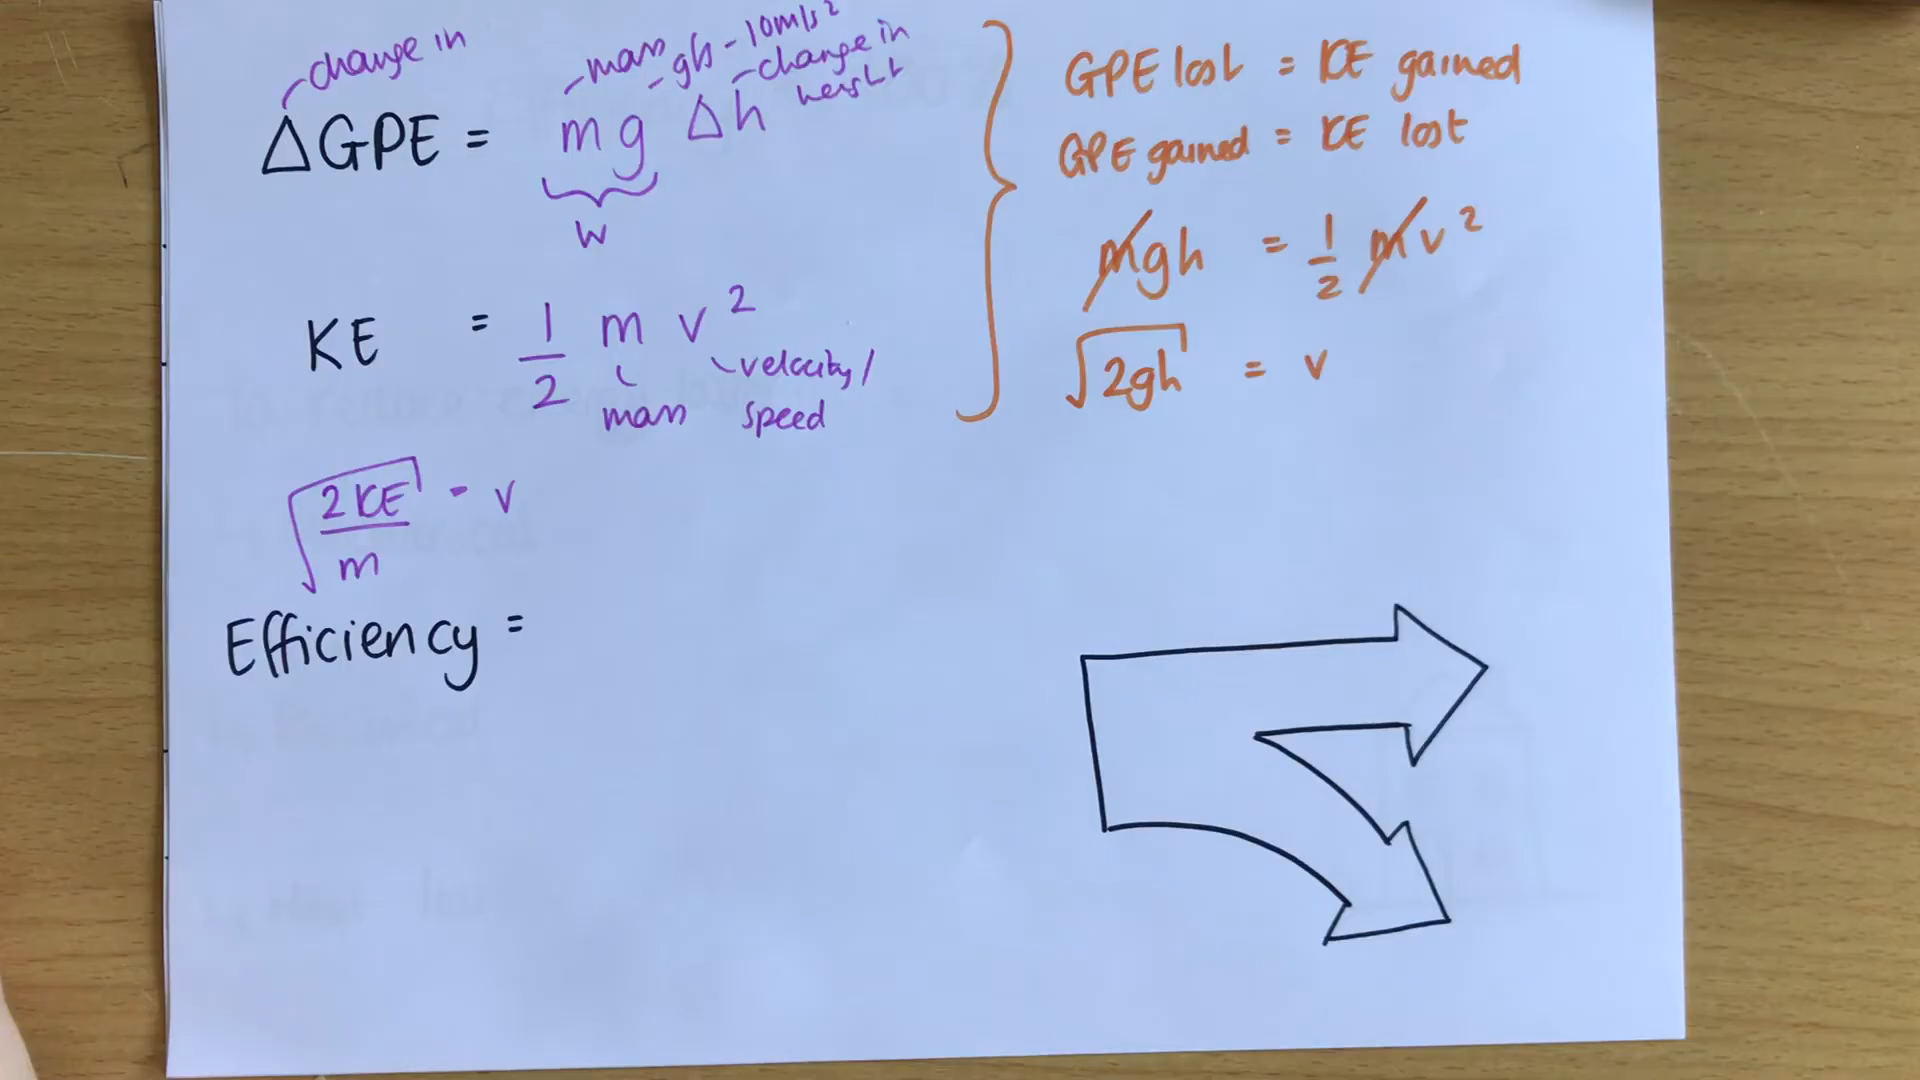 change in
mass
gfs - 10m/s²
change in
height
ΔGPE = mg Δh
W
KE = 1/2 m v²
mass
velocity/
speed
√2KE/m = v
Efficiency =
GPE lost = KE gained
GPE gained = KE lost
mgh = 1/2 mv²
√2gh = v